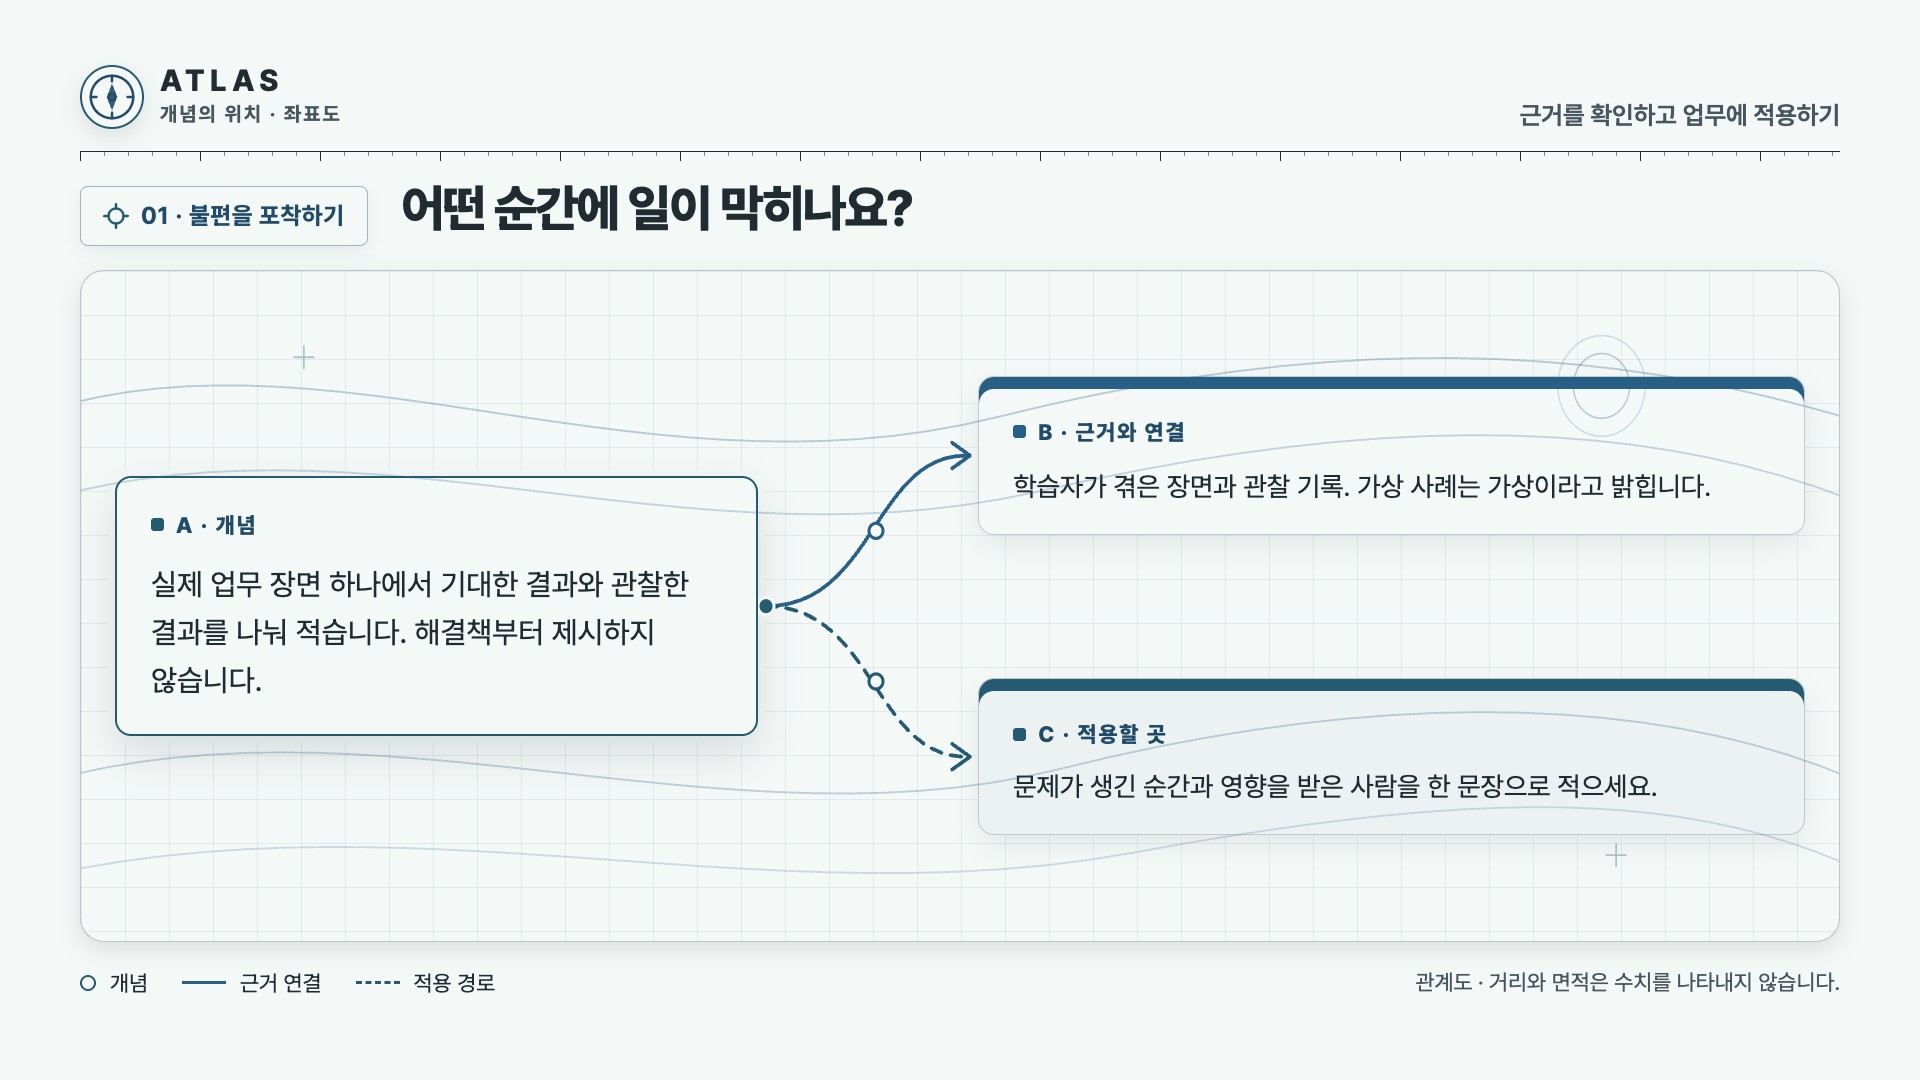 ATLAS
개념의 위치 · 좌표도
근거를 확인하고 업무에 적용하기
01 · 불편을 포착하기
어떤 순간에 일이 막히나요?
A · 개념
실제 업무 장면 하나에서 기대한 결과와 관찰한
결과를 나눠 적습니다. 해결책부터 제시하지
않습니다.
B · 근거와 연결
학습자가 겪은 장면과 관찰 기록. 가상 사례는 가상이라고 밝힙니다.
C · 적용할 곳
문제가 생긴 순간과 영향을 받은 사람을 한 문장으로 적으세요.
개념
근거 연결
적용 경로
관계도 · 거리와 면적은 수치를 나타내지 않습니다.